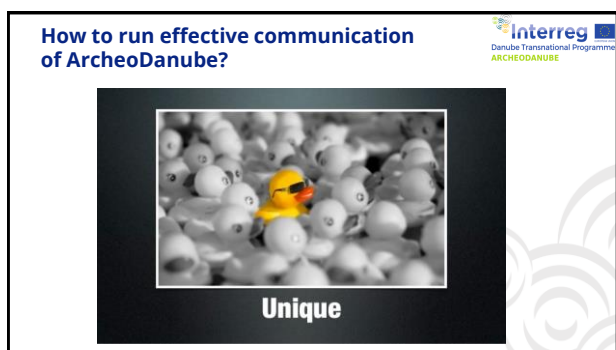 How to run effective communication
of ArcheoDanube?
Interreg
Danube Transnational Programme
ARCHEODANUBE
Unique